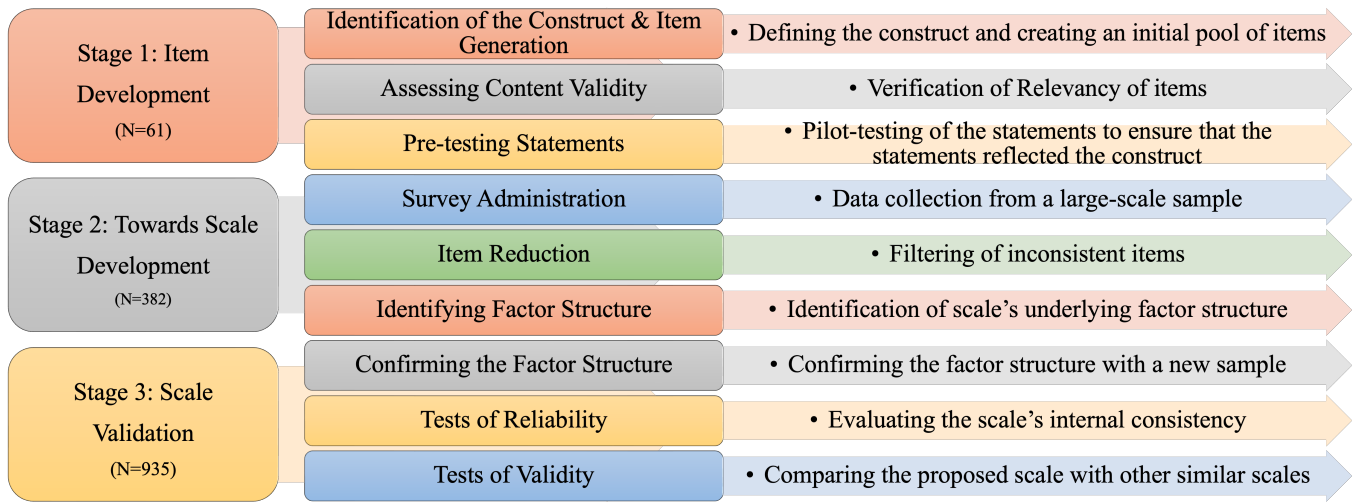 Stage 1: Item
Development
(N=61)
Identification of the Construct & Item
Generation
• Defining the construct and creating an initial pool of items
Assessing Content Validity
• Verification of Relevancy of items
Pre-testing Statements
• Pilot-testing of the statements to ensure that the
statements reflected the construct
Stage 2: Towards Scale
Development
(N=382)
Survey Administration
• Data collection from a large-scale sample
Item Reduction
• Filtering of inconsistent items
Identifying Factor Structure
• Identification of scale’s underlying factor structure
Stage 3: Scale
Validation
(N=935)
Confirming the Factor Structure
• Confirming the factor structure with a new sample
Tests of Reliability
• Evaluating the scale’s internal consistency
Tests of Validity
• Comparing the proposed scale with other similar scales